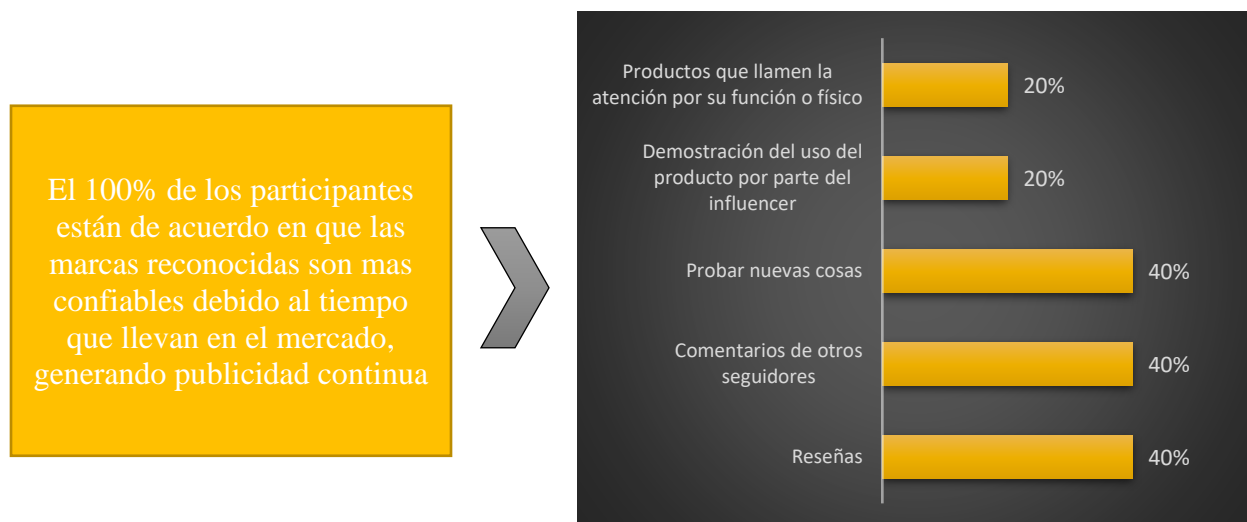 El 100% de los participantes
están de acuerdo en que las
marcas reconocidas son mas
confiables debido al tiempo
que llevan en el mercado,
generando publicidad continua
Productos que llamen la
atención por su función o físico
20%
Demostración del uso del
producto por parte del
influencer
20%
Probar nuevas cosas
40%
Comentarios de otros
seguidores
40%
Reseñas
40%